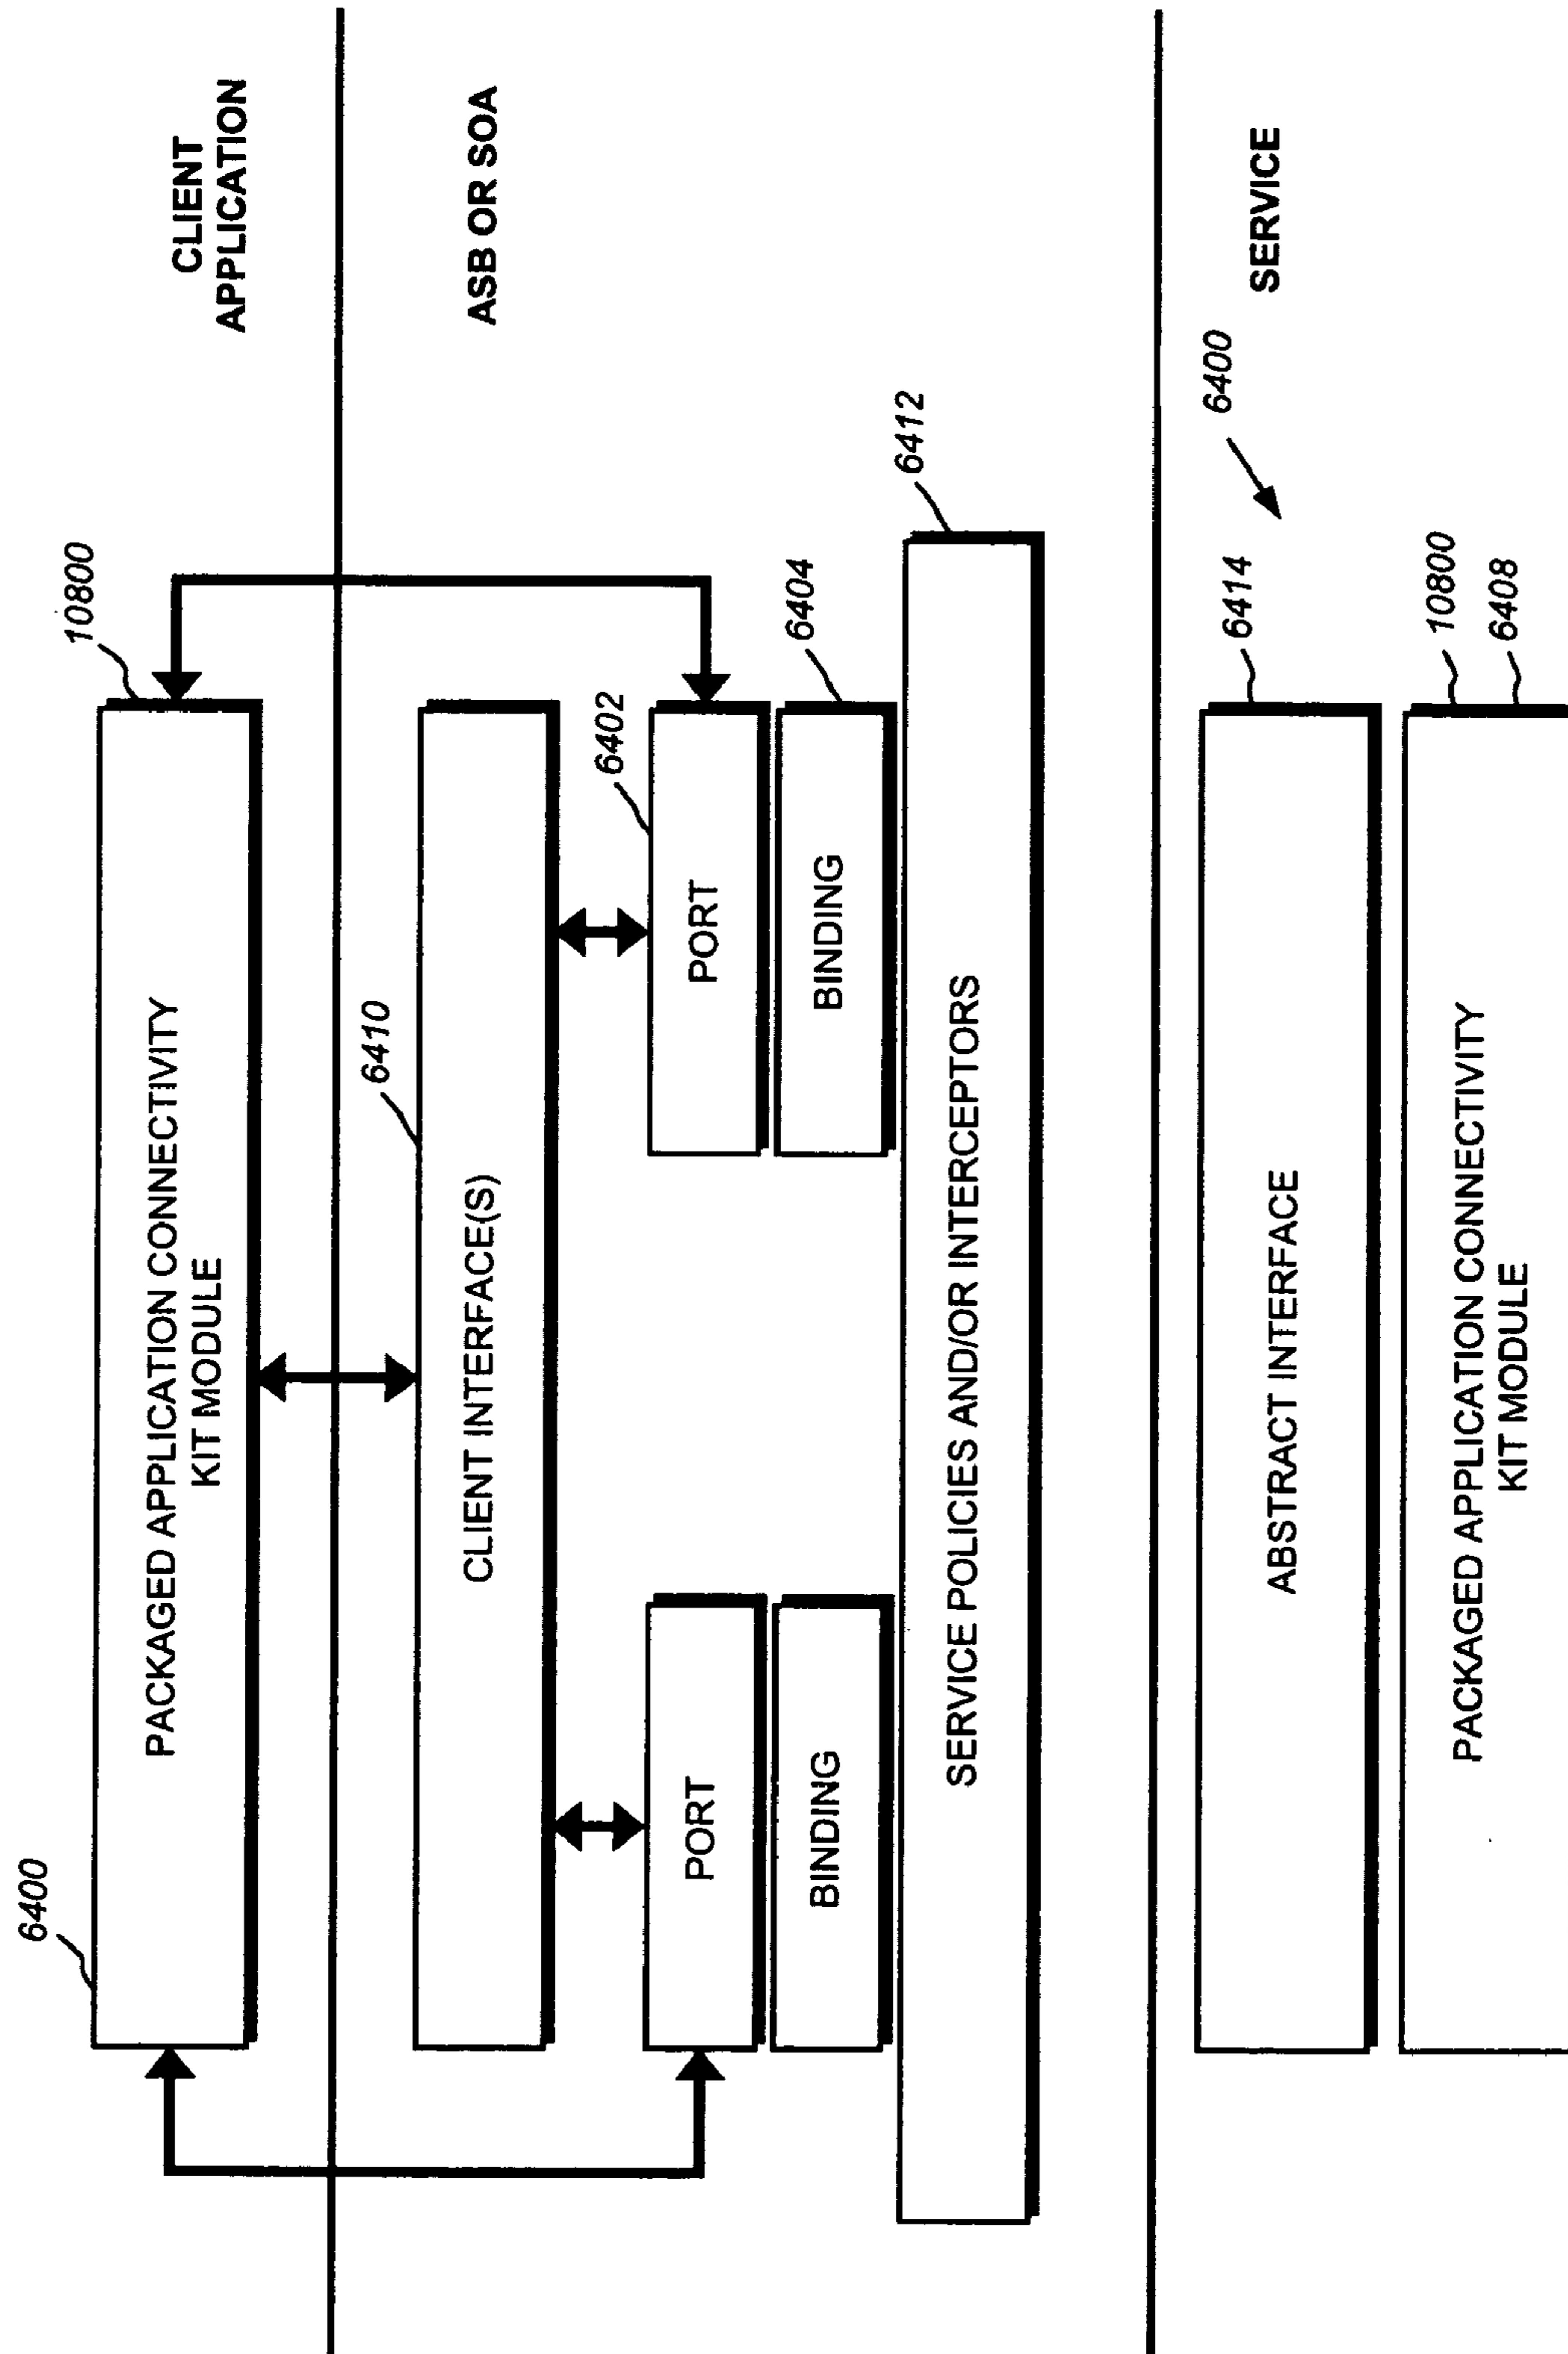 6400
10800
CLIENT
APPLICATION
PACKAGED APPLICATION CONNECTIVITY
KIT MODULE
6410
ASB OR SOA
CLIENT INTERFACE(S)
6402
PORT
PORT
6404
BINDING
BINDING
6412
SERVICE POLICIES AND/OR INTERCEPTORS
6400
SERVICE
6414
ABSTRACT INTERFACE
10800
PACKAGED APPLICATION CONNECTIVITY
KIT MODULE
6408